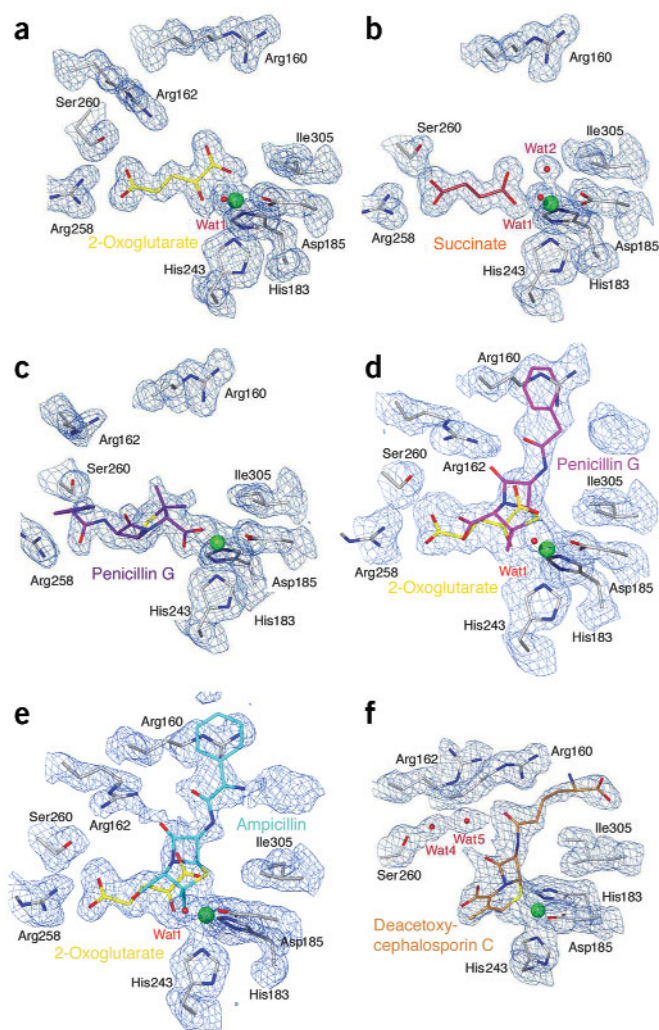 a
Arg160
Arg162
Ser260
Ile305
Arg258
Wat1
2-Oxoglutarate
Asp185
His243
His183
b
Arg160
Ser260
Wat2
Ile305
Arg258
Wat1
Succinate
Asp185
His243
His183
c
Arg160
Arg162
Ser260
Ile305
Arg258
Penicillin G
Asp185
His243
His183
d
Arg160
Arg162
Penicillin G
Ser260
Ile305
Arg258
Wat1
2-Oxoglutarate
Asp185
His243
His183
e
Arg160
Ser260
Arg162
Ampicillin
Ile305
Arg258
Wat1
2-Oxoglutarate
Asp185
His243
His183
f
Arg162
Arg160
Wat5
Wat4
Ser260
Ile305
His183
Deacetoxy-
cephalosporin C
Asp185
His243